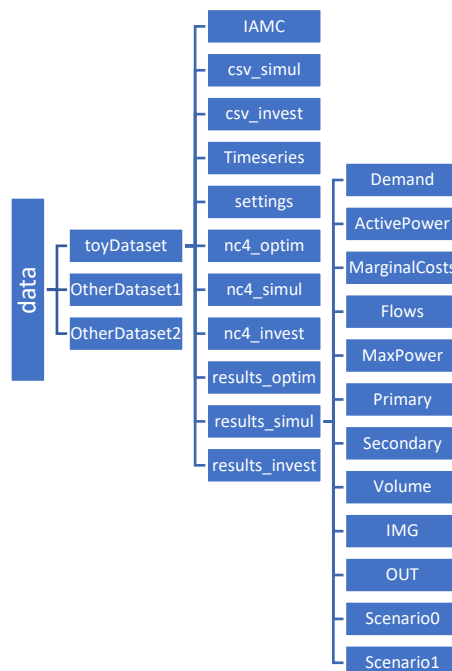 data
toyDataset
OtherDataset1
OtherDataset2
IAMC
csv_simul
csv_invest
Timeseries
settings
nc4_optim
nc4_simul
nc4_invest
results_optim
results_simul
results_invest
Demand
ActivePower
MarginalCosts
Flows
MaxPower
Primary
Secondary
Volume
IMG
OUT
Scenario0
Scenario1